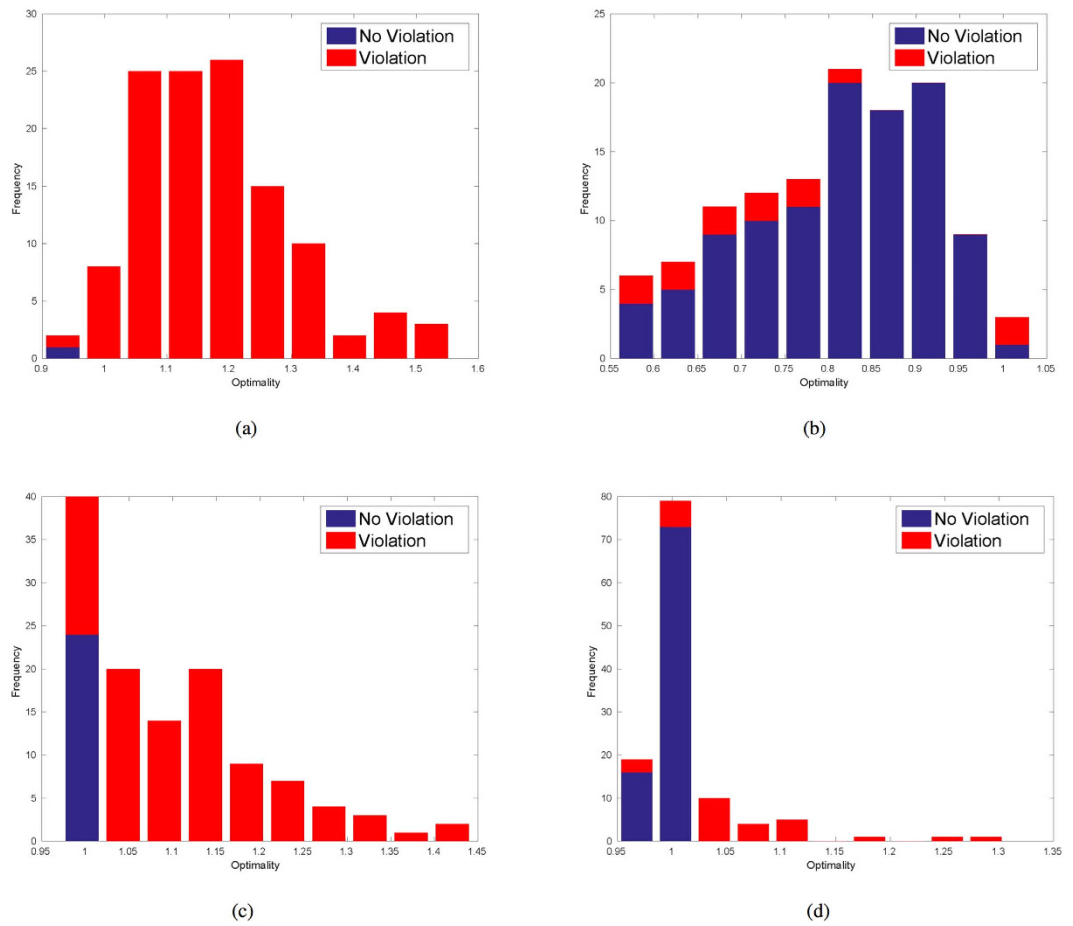 30
25
20
15
10
5
0
Frequency
0.9 1 1.1 1.2 1.3 1.4 1.5 1.6
Optimality
No Violation
Violation
(a)
25
20
15
10
5
0
Frequency
0.55 0.6 0.65 0.7 0.75 0.8 0.85 0.9 0.95 1 1.05
Optimality
No Violation
Violation
(b)
40
35
30
25
20
15
10
5
0
Frequency
0.95 1 1.05 1.1 1.15 1.2 1.25 1.3 1.35 1.4 1.45
Optimality
No Violation
Violation
(c)
80
70
60
50
40
30
20
10
0
Frequency
0.95 1 1.05 1.1 1.15 1.2 1.25 1.3 1.35
Optimality
No Violation
Violation
(d)